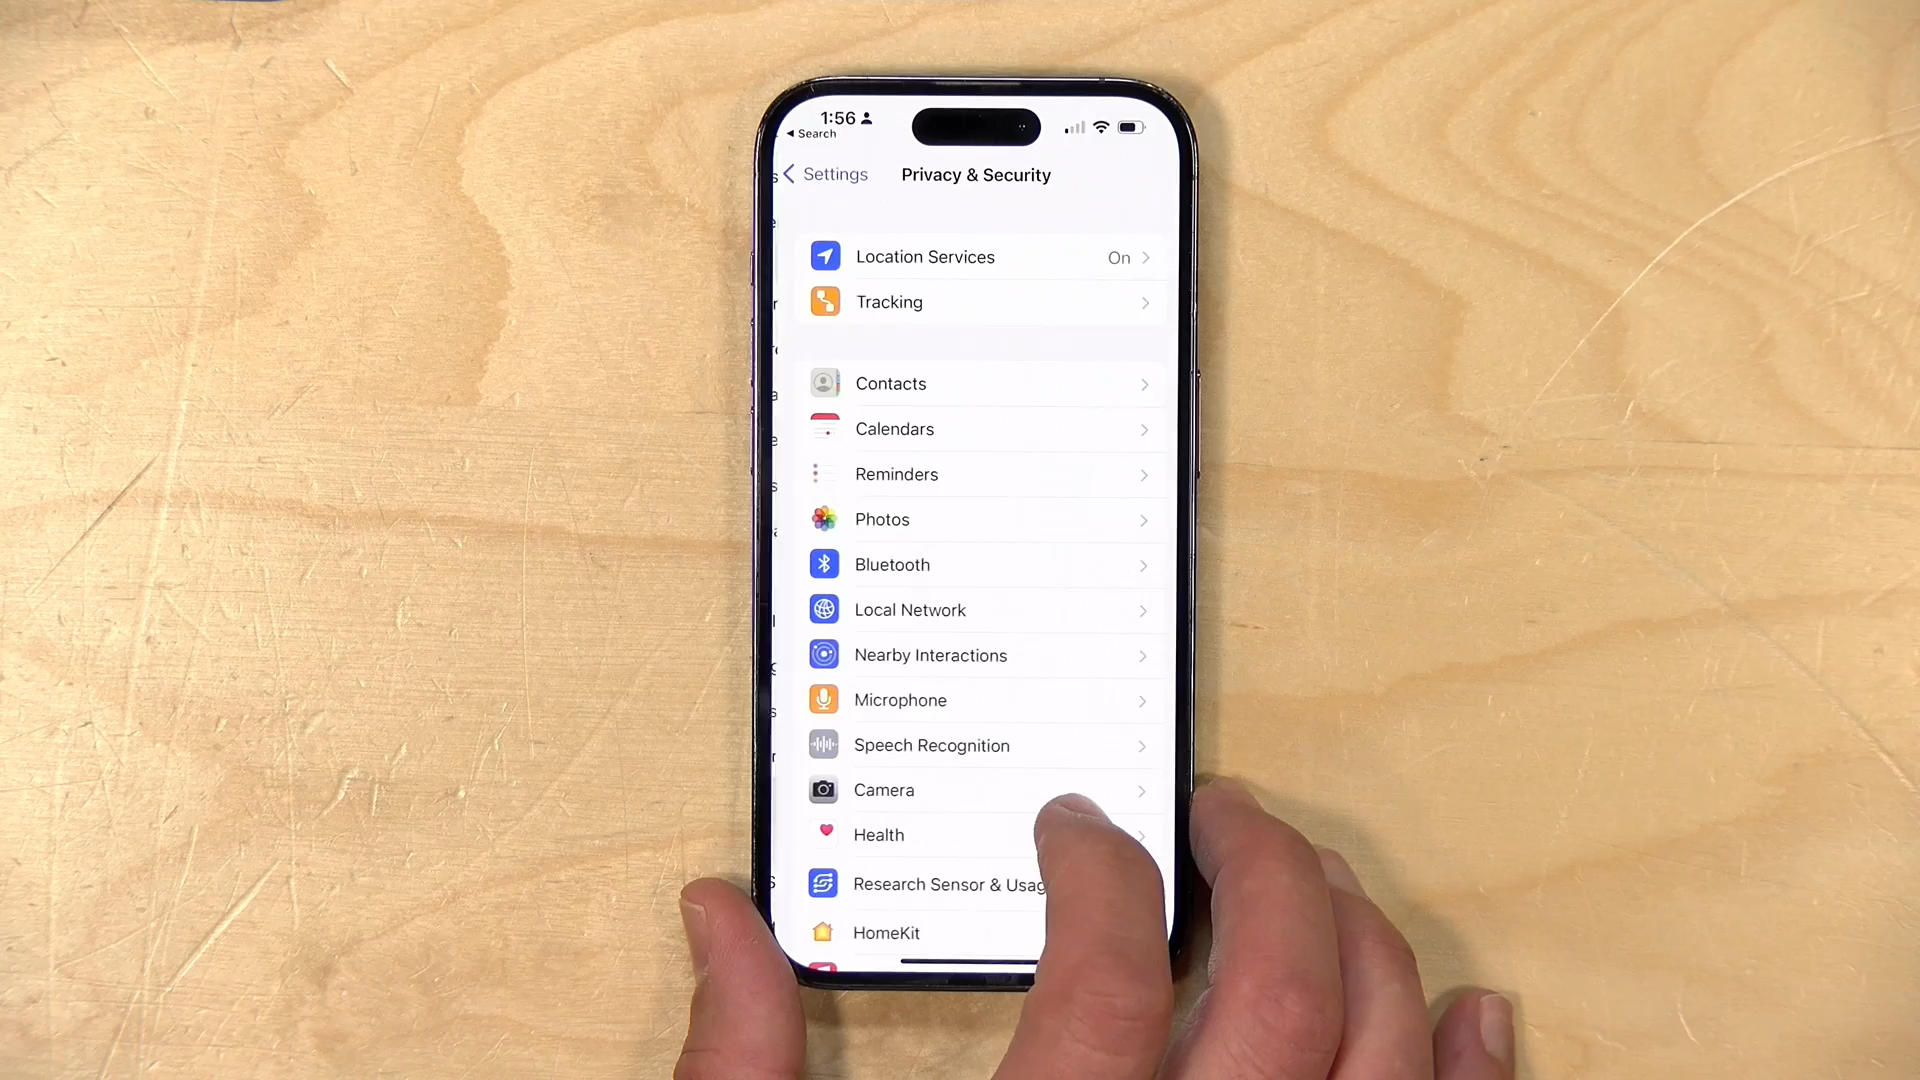 1:56
◀ Search
Settings
Privacy & Security
Location Services On
Tracking
Contacts
Calendars
Reminders
Photos
Bluetooth
Local Network
Nearby Interactions
Microphone
Speech Recognition
Camera
Health
Research Sensor & Usag
HomeKit